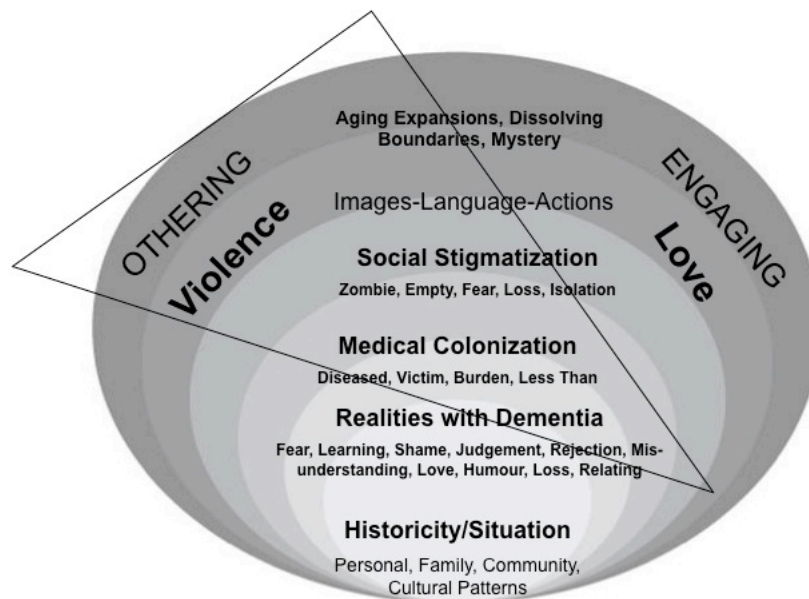 Aging Expansions, Dissolving
Boundaries, Mystery
OTHERING
ENGAGING
Violence
Love
Images-Language-Actions
Social Stigmatization
Zombie, Empty, Fear, Loss, Isolation
Medical Colonization
Diseased, Victim, Burden, Less Than
Realities with Dementia
Fear, Learning, Shame, Judgement, Rejection, Mis-
understanding, Love, Humour, Loss, Relating
Historicity/Situation
Personal, Family, Community,
Cultural Patterns